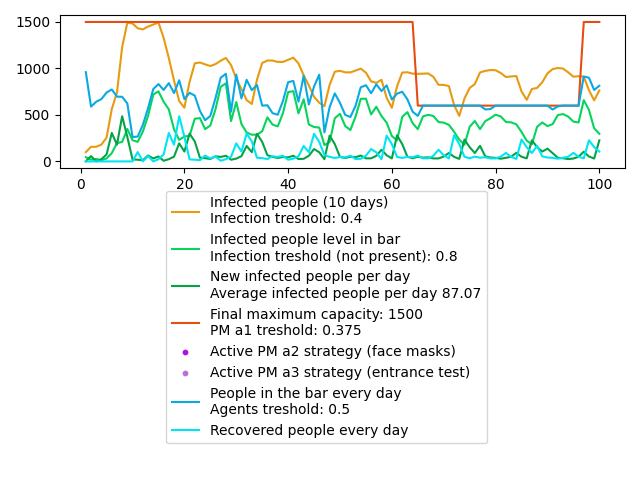 1500
1000
500
0
0
20
40
60
80
100
Infected people (10 days)
Infection treshold: 0.4
Infected people level in bar
Infection treshold (not present): 0.8
New infected people per day
Average infected people per day 87.07
Final maximum capacity: 1500
PM a1 treshold: 0.375
Active PM a2 strategy (face masks)
Active PM a3 strategy (entrance test)
People in the bar every day
Agents treshold: 0.5
Recovered people every day